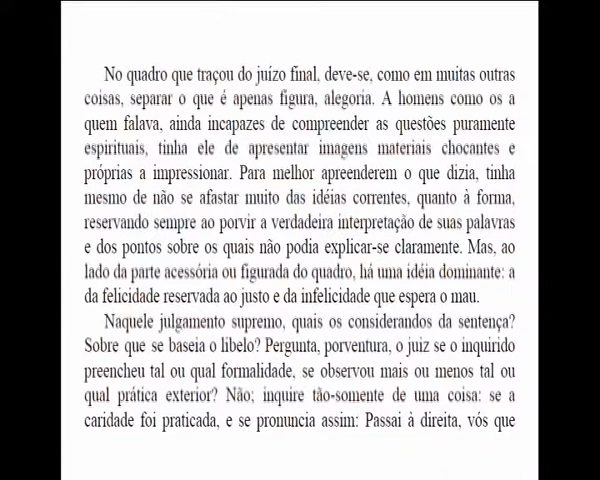 No quadro que traçou do juízo final, deve-se, como em muitas outras
coisas, separar o que é apenas figura, alegoria. A homens como os a
quem falava, ainda incapazes de compreender as questões puramente
espirituais, tinha ele de apresentar imagens materiais chocantes e
próprias a impressionar. Para melhor apreenderem o que dizia, tinha
mesmo de não se afastar muito das idéias correntes, quanto à forma,
reservando sempre ao porvir a verdadeira interpretação de suas palavras
e dos pontos sobre os quais não podia explicar-se claramente. Mas, ao
lado da parte acessória ou figurada do quadro, há uma idéia dominante: a
da felicidade reservada ao justo e da infelicidade que espera o mau.
Naquele julgamento supremo, quais os considerandos da sentença?
Sobre que se baseia o libelo? Pergunta, porventura, o juiz se o inquirido
preencheu tal ou qual formalidade, se observou mais ou menos tal ou
qual prática exterior? Não; inquire tão-somente de uma coisa: se a
caridade foi praticada, e se pronuncia assim: Passai à direita, vós que